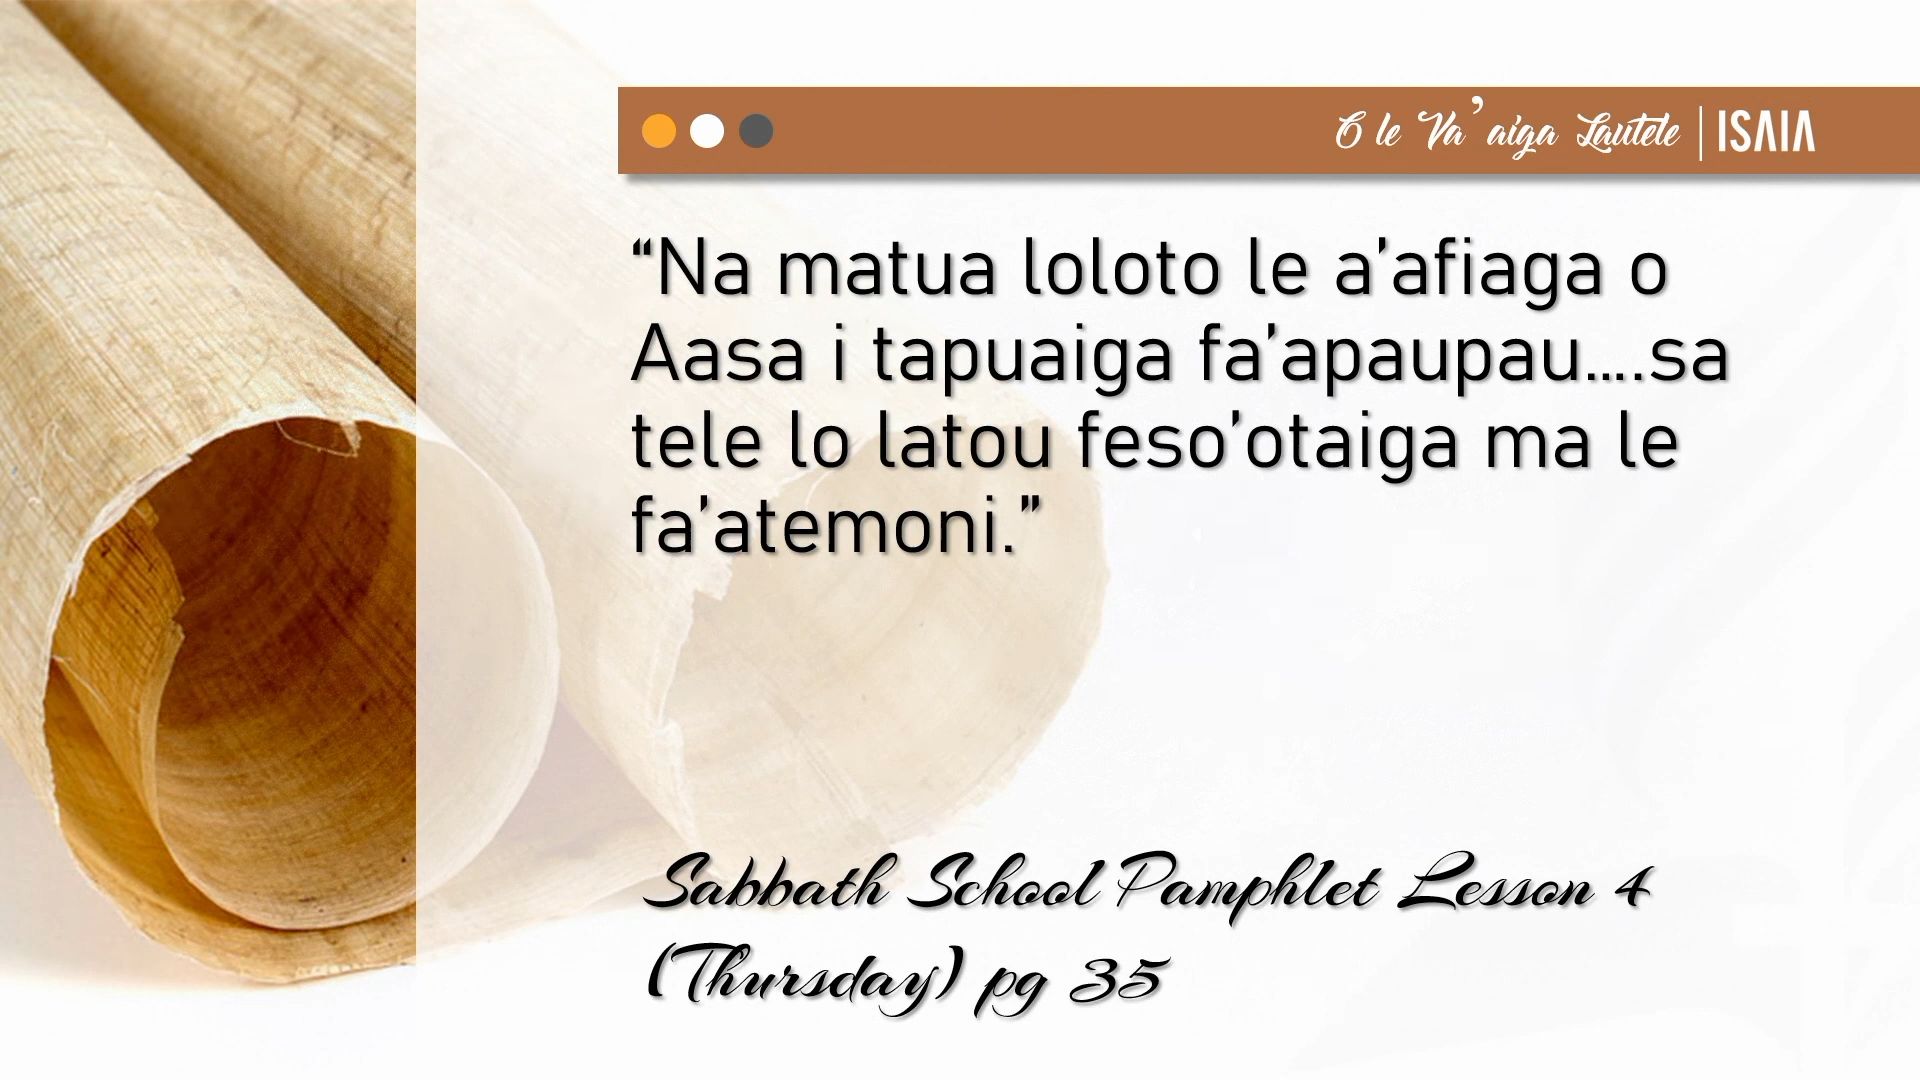 O le Va’aiga Lautele | ISAIA
“Na matua loloto le a’afiaga o
Aasa i tapuaiga fa’apaupau….sa
tele lo latou feso’otaiga ma le
fa’atemoni.”
Sabbath School Pamphlet Lesson 4
(Thursday) pg 35